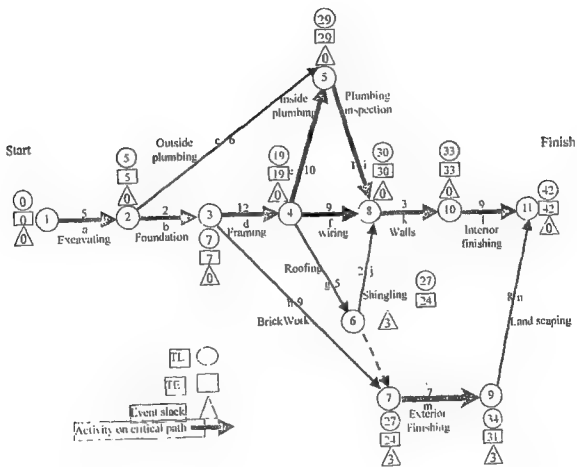 29
29
0
5
Inside
plumbing
Plumbing
inspection
Outside
plumbing
c 6
10
Start
Finish
5
5
0
19
19
0
30
30
0
33
33
0
42
42
0
0
0
0
1
5
a
Excavating
2
2
b
Foundation
3
12
d
Framing
4
9
f
wiring
8
3
k
Walls
10
9
l
Interior
finishing
11
7
7
0
Roofing
g 5
2 j
Shingling
27
24
3
6
h 9
BrickWork
8 n
Land scaping
7
7
m
Exterior
Finishing
9
27
24
3
34
31
3
TL
TE
Event slack
Activity on critical path